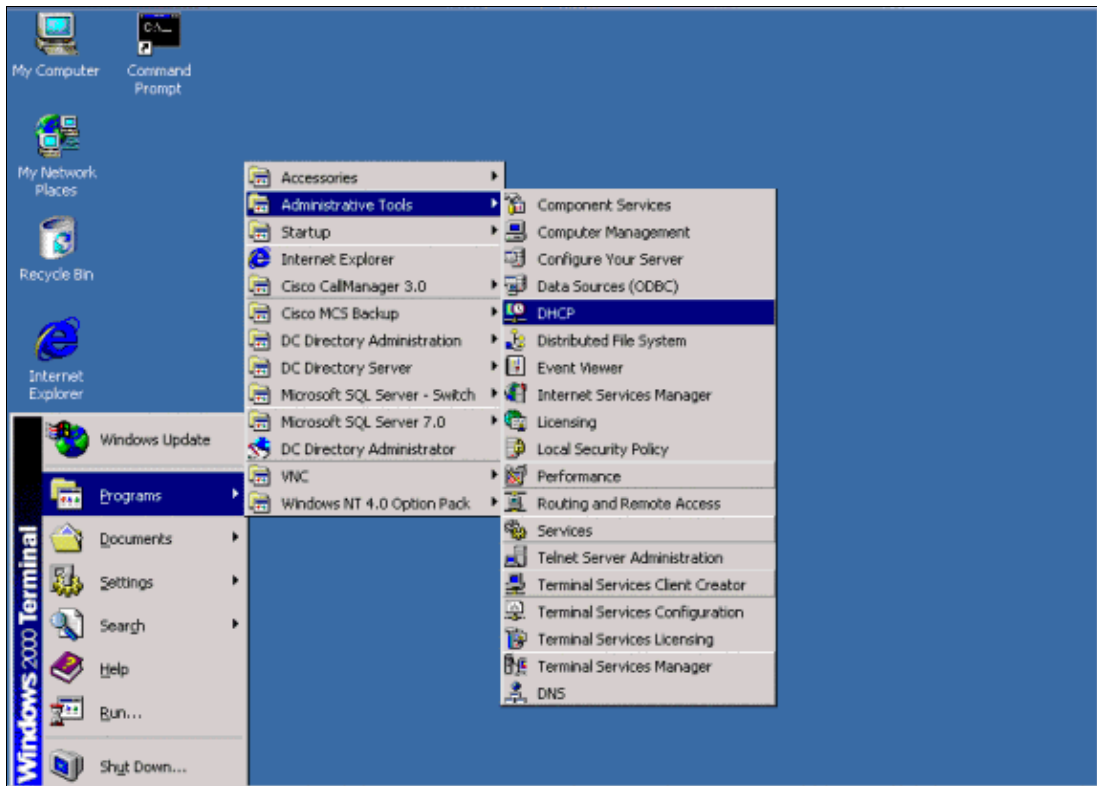 My Computer
Command
Prompt
My Network
Places
Recycle Bin
Internet
Explorer
Windows 2000 Terminal
Windows Update
Programs
Documents
Settings
Search
Help
Run...
Shut Down...
Accessories
Administrative Tools
Startup
Internet Explorer
Cisco CallManager 3.0
Cisco MCS Backup
DC Directory Administration
DC Directory Server
Microsoft SQL Server - Switch
Microsoft SQL Server 7.0
DC Directory Administrator
VNC
Windows NT 4.0 Option Pack
Component Services
Computer Management
Configure Your Server
Data Sources (ODBC)
DHCP
Distributed File System
Event Viewer
Internet Services Manager
Licensing
Local Security Policy
Performance
Routing and Remote Access
Services
Telnet Server Administration
Terminal Services Client Creator
Terminal Services Configuration
Terminal Services Licensing
Terminal Services Manager
DNS